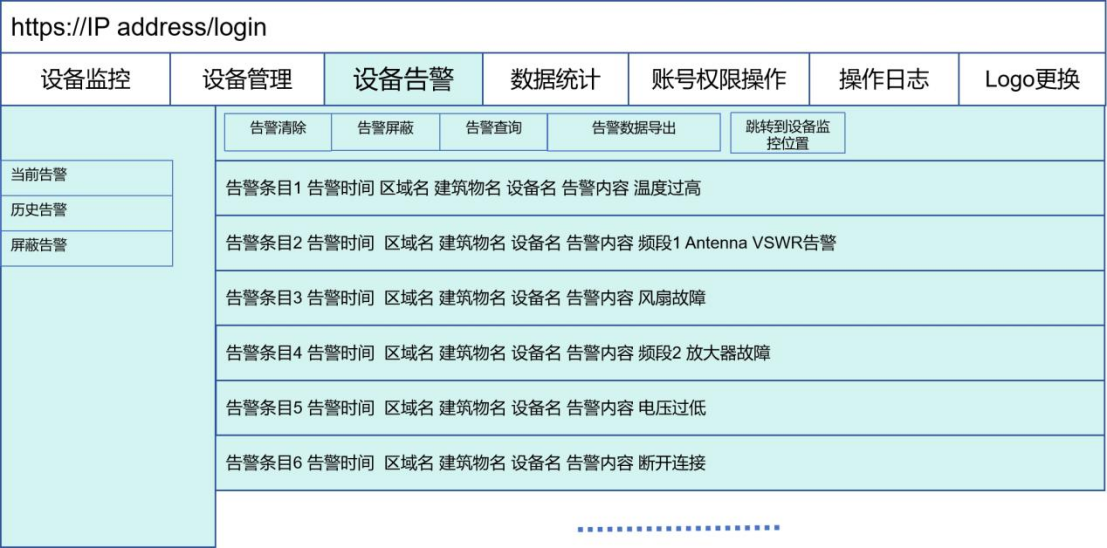 https://IP address/login
设备监控 设备管理 设备告警 数据统计 账号权限操作 操作日志 Logo更换
告警清除 告警屏蔽 告警查询 告警数据导出 跳转到设备监
控位置
当前告警
历史告警
屏蔽告警
告警条目1 告警时间 区域名 建筑物名 设备名 告警内容 温度过高
告警条目2 告警时间 区域名 建筑物名 设备名 告警内容 频段1 Antenna VSWR告警
告警条目3 告警时间 区域名 建筑物名 设备名 告警内容 风扇故障
告警条目4 告警时间 区域名 建筑物名 设备名 告警内容 频段2 放大器故障
告警条目5 告警时间 区域名 建筑物名 设备名 告警内容 电压过低
告警条目6 告警时间 区域名 建筑物名 设备名 告警内容 断开连接